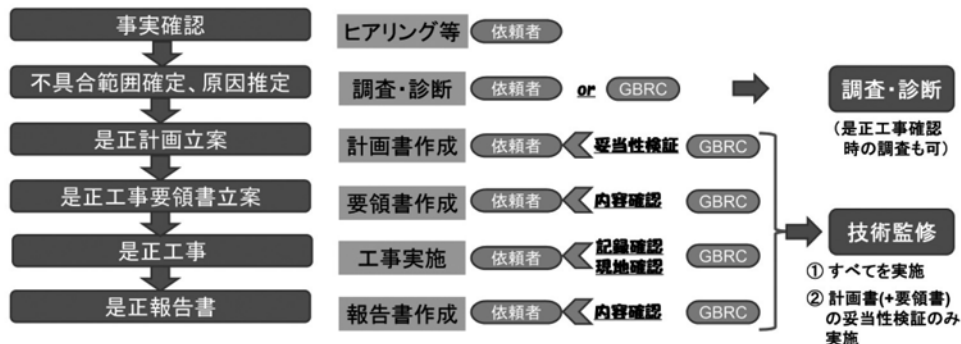 事実確認
ヒアリング等 依頼者
不具合範囲確定、原因推定
調査・診断 依頼者 or GBRC
調査・診断
(是正工事確認
時の調査も可)
是正計画立案
計画書作成 依頼者 妥当性検証 GBRC
是正工事要領書立案
要領書作成 依頼者 内容確認 GBRC
技術監修
① すべてを実施
② 計画書(+要領書)
の妥当性検証のみ
実施
是正工事
工事実施 依頼者 記録確認 GBRC
現地確認
是正報告書
報告書作成 依頼者 内容確認 GBRC